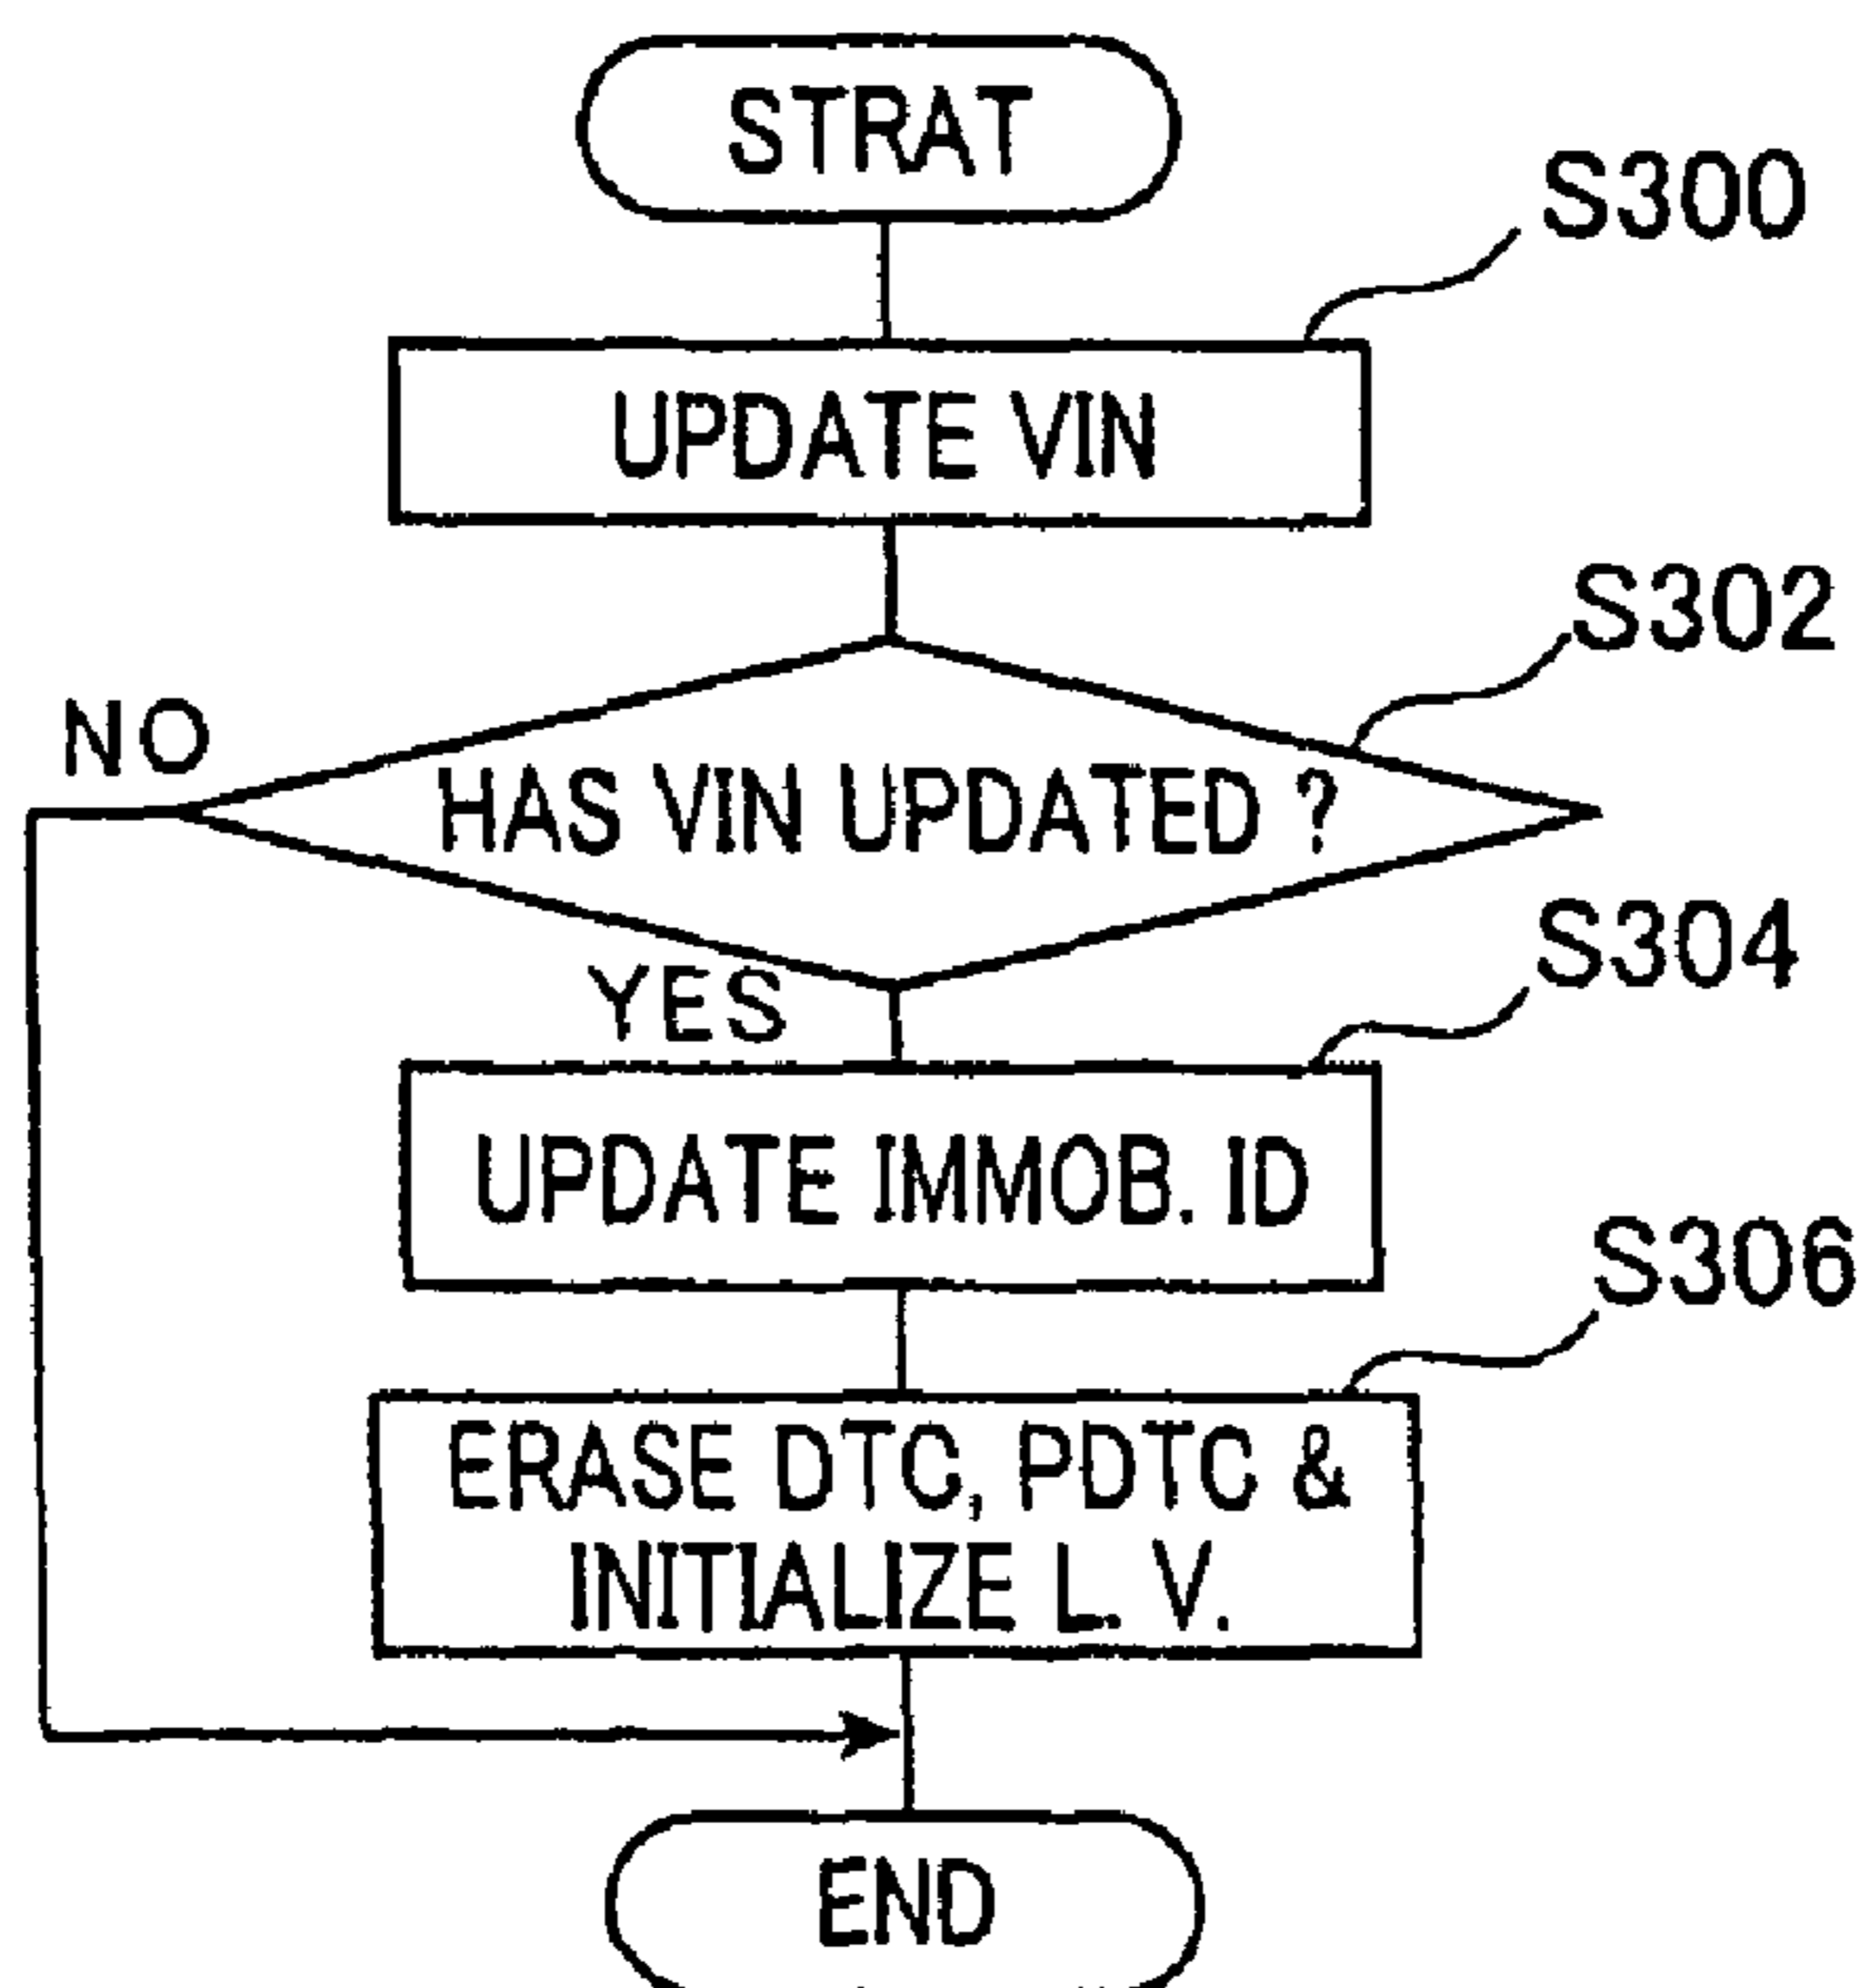 STRAT
S300
UPDATE VIN
S302
NO
HAS VIN UPDATED ?
YES
S304
UPDATE IMMOB. ID
S306
ERASE DTC, PDTC &
INITIALIZE L. V.
END